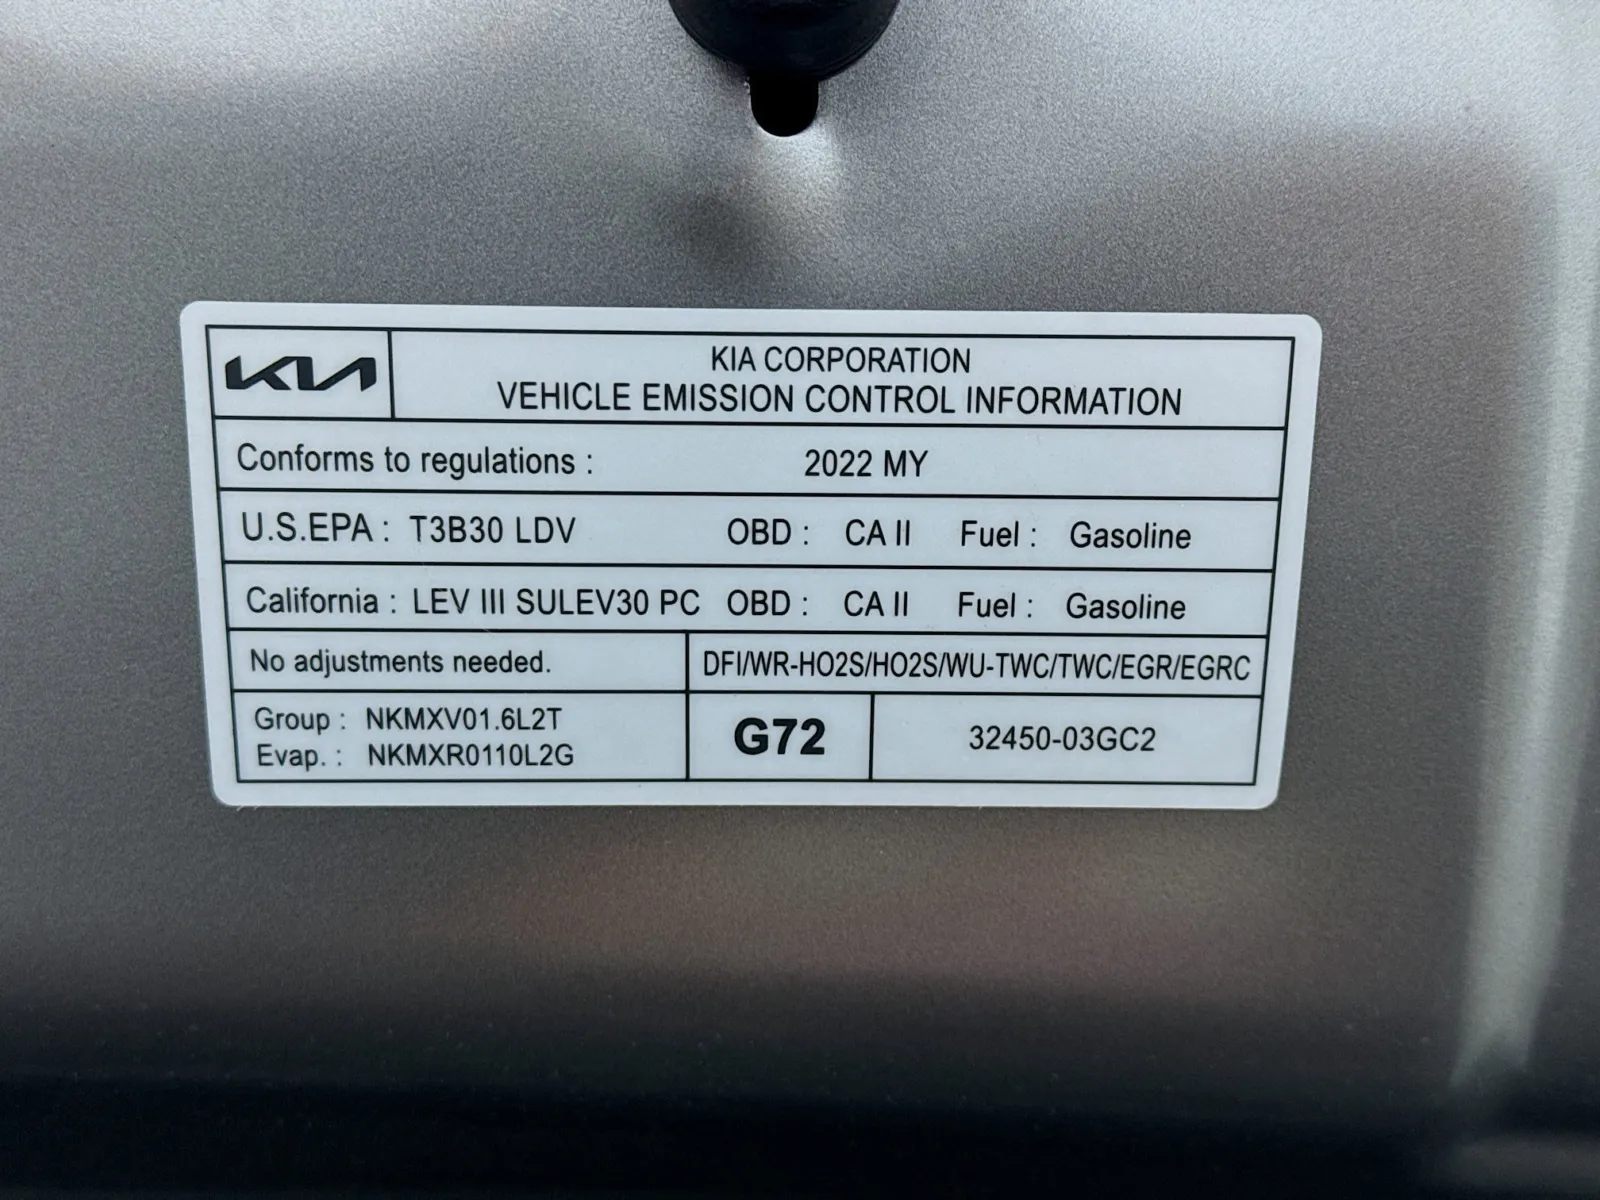 KIA
KIA CORPORATION
VEHICLE EMISSION CONTROL INFORMATION
Conforms to regulations : 2022 MY
U.S.EPA : T3B30 LDV OBD : CA II Fuel : Gasoline
California : LEV III SULEV30 PC OBD : CA II Fuel : Gasoline
No adjustments needed. DFI/WR-HO2S/HO2S/WU-TWC/TWC/EGR/EGRC
Group : NKMXV01.6L2T
Evap. : NKMXR0110L2G
G72 32450-03GC2